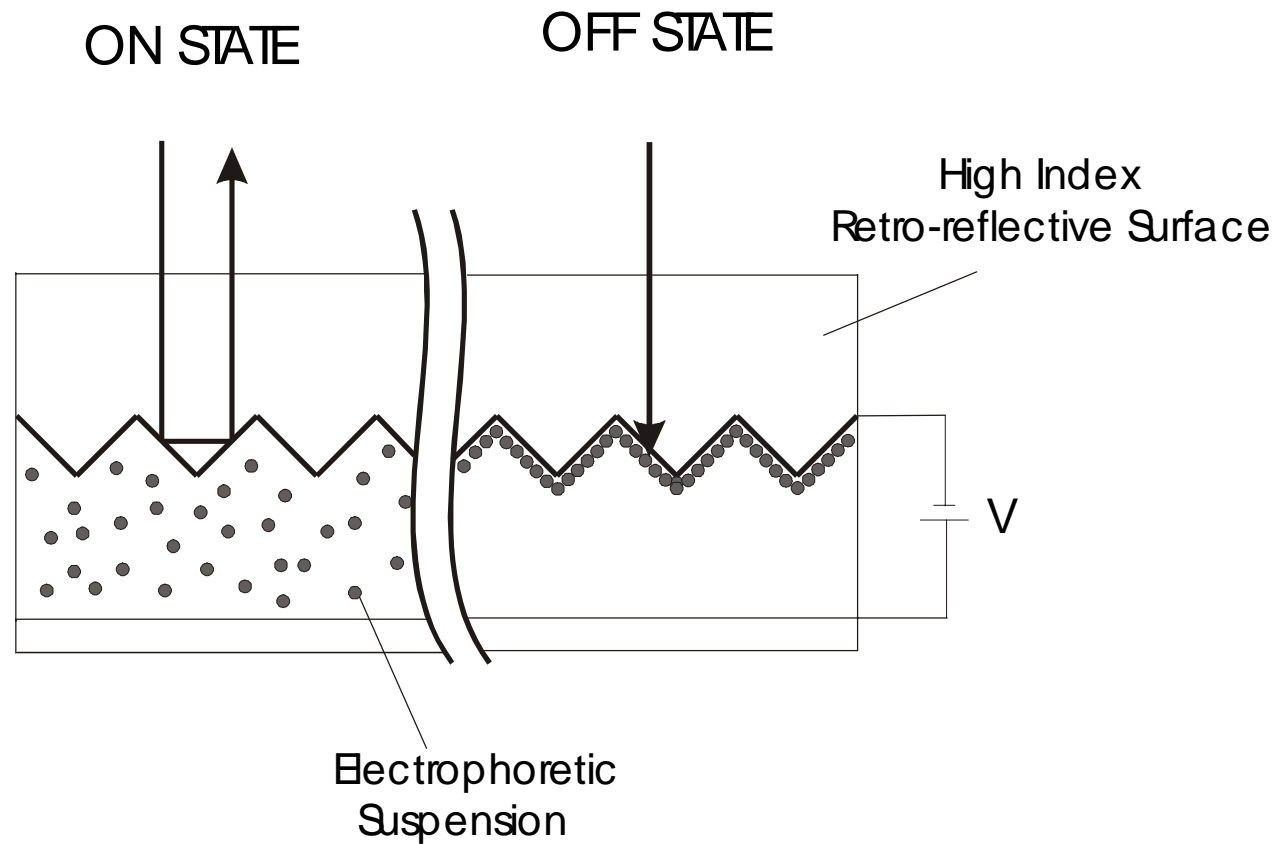 ON STATE
OFF STATE
High Index
Retro-reflective Surface
V
Electrophoretic
Suspension